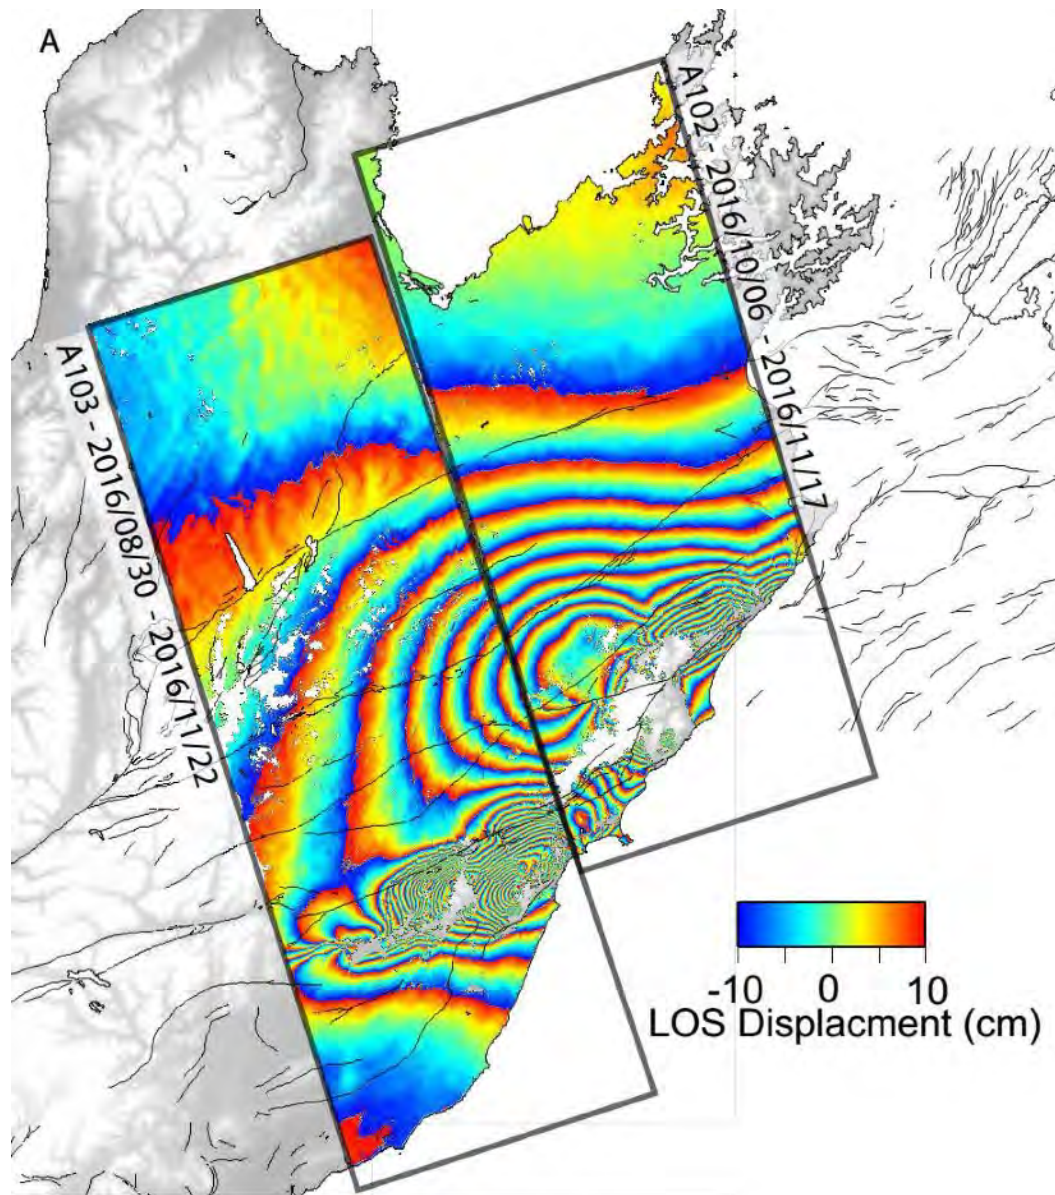 A
A102 - 2016/10/06 - 2016/11/17
A103 - 2016/08/30 - 2016/11/22
-10 0 10
LOS Displacment (cm)